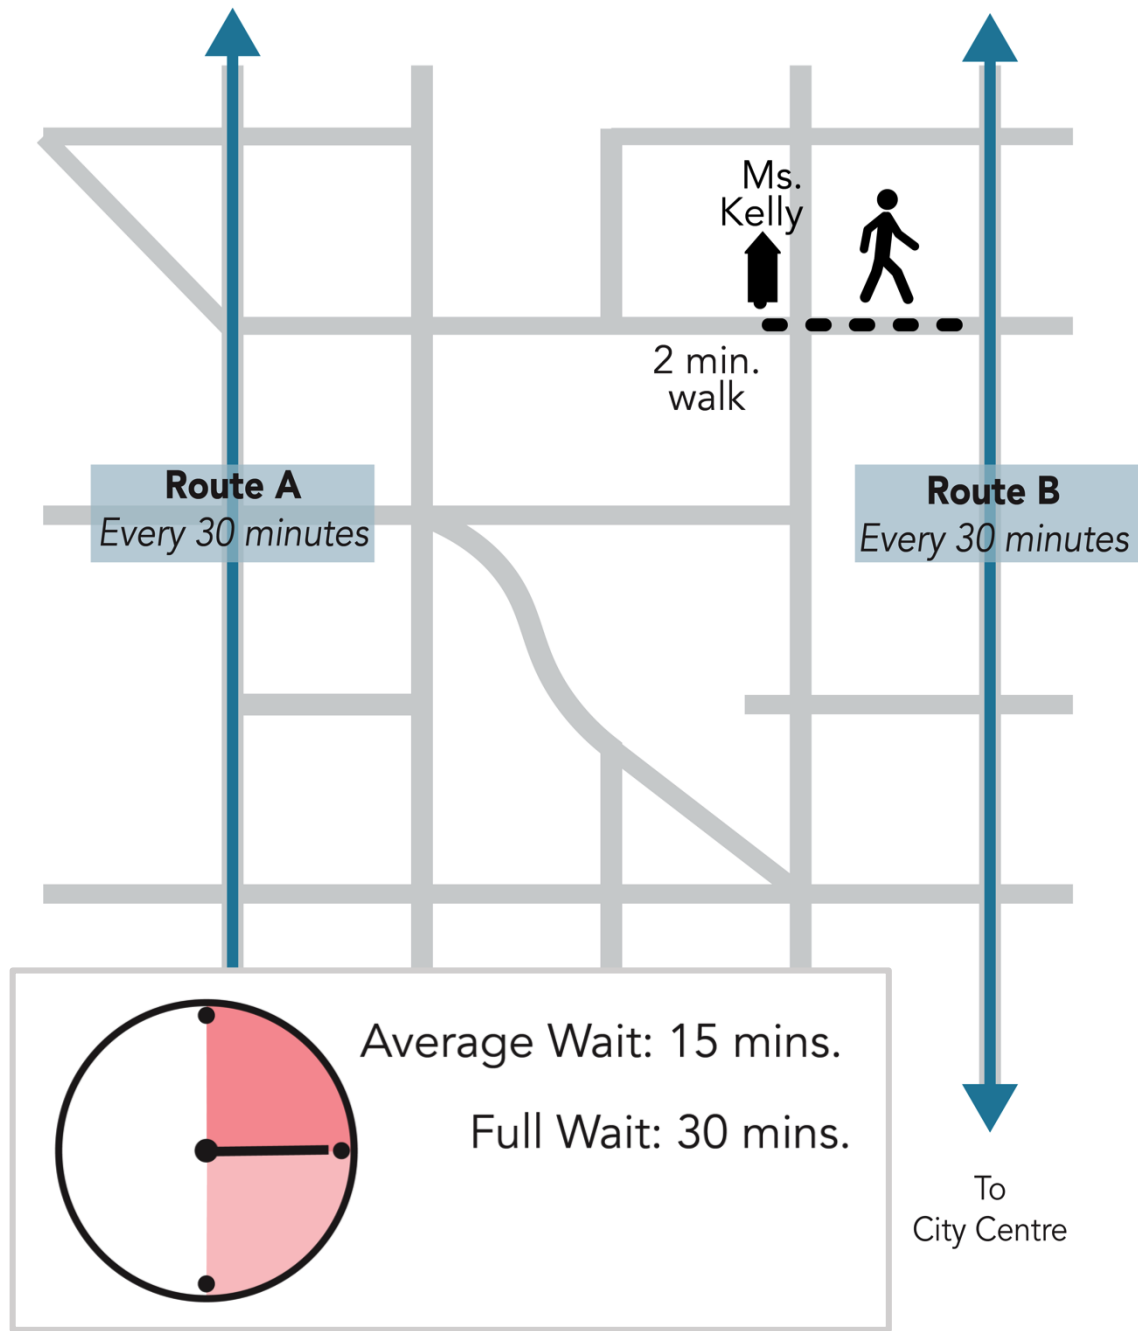 Ms.
Kelly
2 min.
walk
Route A
Every 30 minutes
Route B
Every 30 minutes
Average Wait: 15 mins.
Full Wait: 30 mins.
To
City Centre